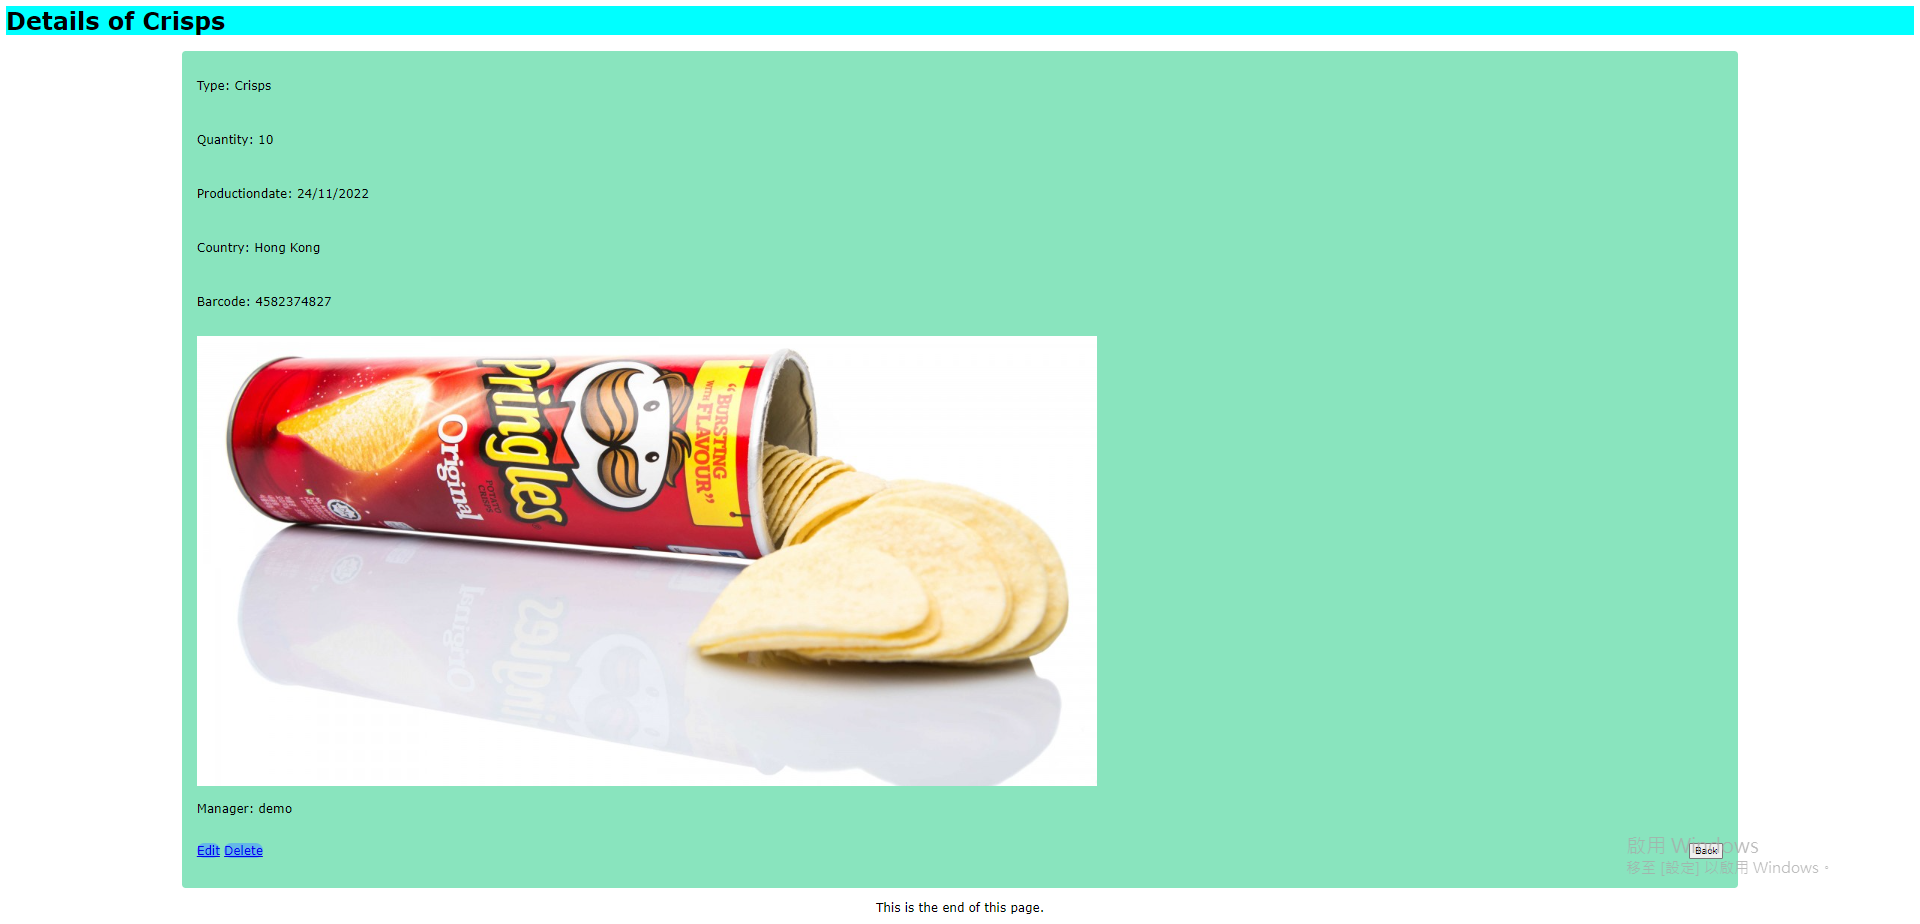 Details of Crisps
Type: Crisps
Quantity: 10
Productiondate: 24/11/2022
Country: Hong Kong
Barcode: 4582374827
Pringles
Original
POTATO
CRISPS
“BURSTING
WITH FLAVOUR”
Manager: demo
Edit Delete
Back
啟用 Windows
移至 [設定] 以啟用 Windows。
This is the end of this page.